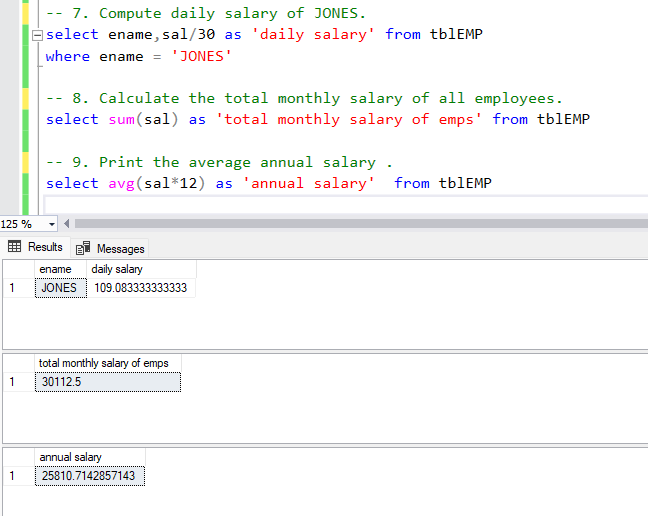 -- 7. Compute daily salary of JONES.
select ename,sal/30 as 'daily salary' from tblEMP
where ename = 'JONES'
-- 8. Calculate the total monthly salary of all employees.
select sum(sal) as 'total monthly salary of emps' from tblEMP
-- 9. Print the average annual salary .
select avg(sal*12) as 'annual salary'  from tblEMP
125 %
Results Messages
ename daily salary
1 JONES 109.083333333333
total monthly salary of emps
1 30112.5
annual salary
1 25810.7142857143